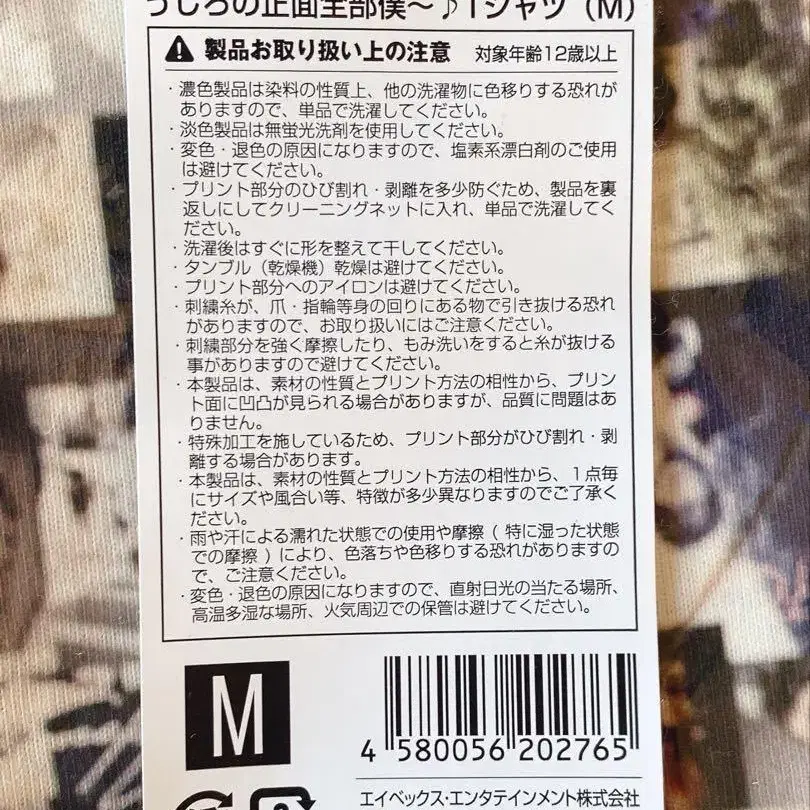 うしろの正面全部僕～♪Tシャツ（M）
製品お取り扱い上の注意 対象年齢12歳以上
・濃色製品は染料の性質上、他の洗濯物に色移りする恐れが
ありますので、単品で洗濯してください。
・淡色製品は無蛍光洗剤を使用してください。
・変色・退色の原因になりますので、塩素系漂白剤のご使用
は避けてください。
・プリント部分のひび割れ・剥離を多少防ぐため、製品を裏
返しにしてクリーニングネットに入れ、単品で洗濯してく
ださい。
・洗濯後はすぐに形を整えて干してください。
・タンブル（乾燥機）乾燥は避けてください。
・プリント部分へのアイロンは避けてください。
・刺繍糸が、爪・指輪等身の回りにある物で引き抜ける恐れ
がありますので、お取り扱いにはご注意ください。
・刺繍部分を強く摩擦したり、もみ洗いをすると糸が抜ける
事がありますので避けてください。
・本製品は、素材の性質とプリント方法の相性から、プリン
ト面に凹凸が見られる場合がありますが、品質に問題はあ
りません。
・特殊加工を施しているため、プリント部分がひび割れ・剥
離する場合があります。
・本製品は、素材の性質とプリント方法の相性から、1点毎
にサイズや風合い等、特徴が多少異なりますのでご了承く
ださい。
・雨や汗による濡れた状態での使用や摩擦（特に湿った状態
での摩擦）により、色落ちや色移りする恐れがありますの
で、ご注意ください。
・変色・退色の原因になりますので、直射日光の当たる場所、
高温多湿な場所、火気周辺での保管は避けてください。
M
4 580056 202765
エイベックス・エンタテインメント株式会社